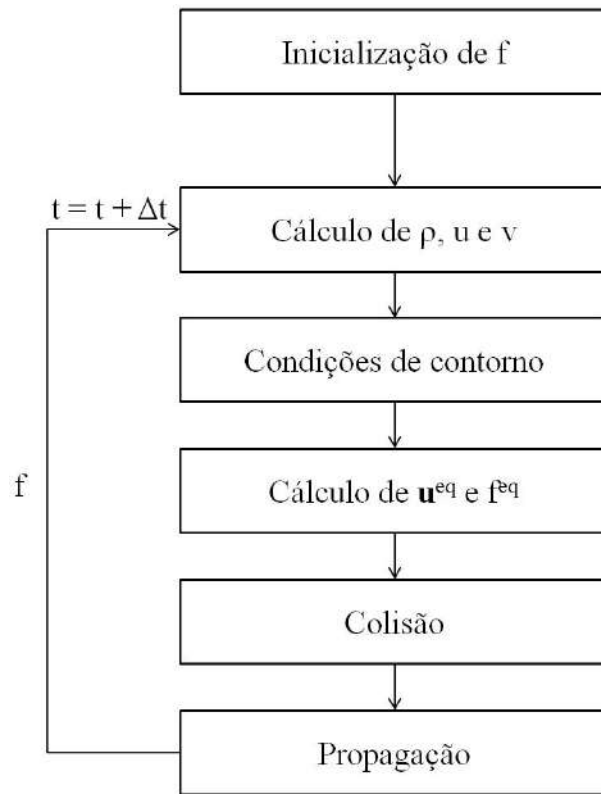 Inicialização de f
t = t + Δt
Cálculo de ρ, u e v
Condições de contorno
f
Cálculo de u^eq e f^eq
Colisão
Propagação